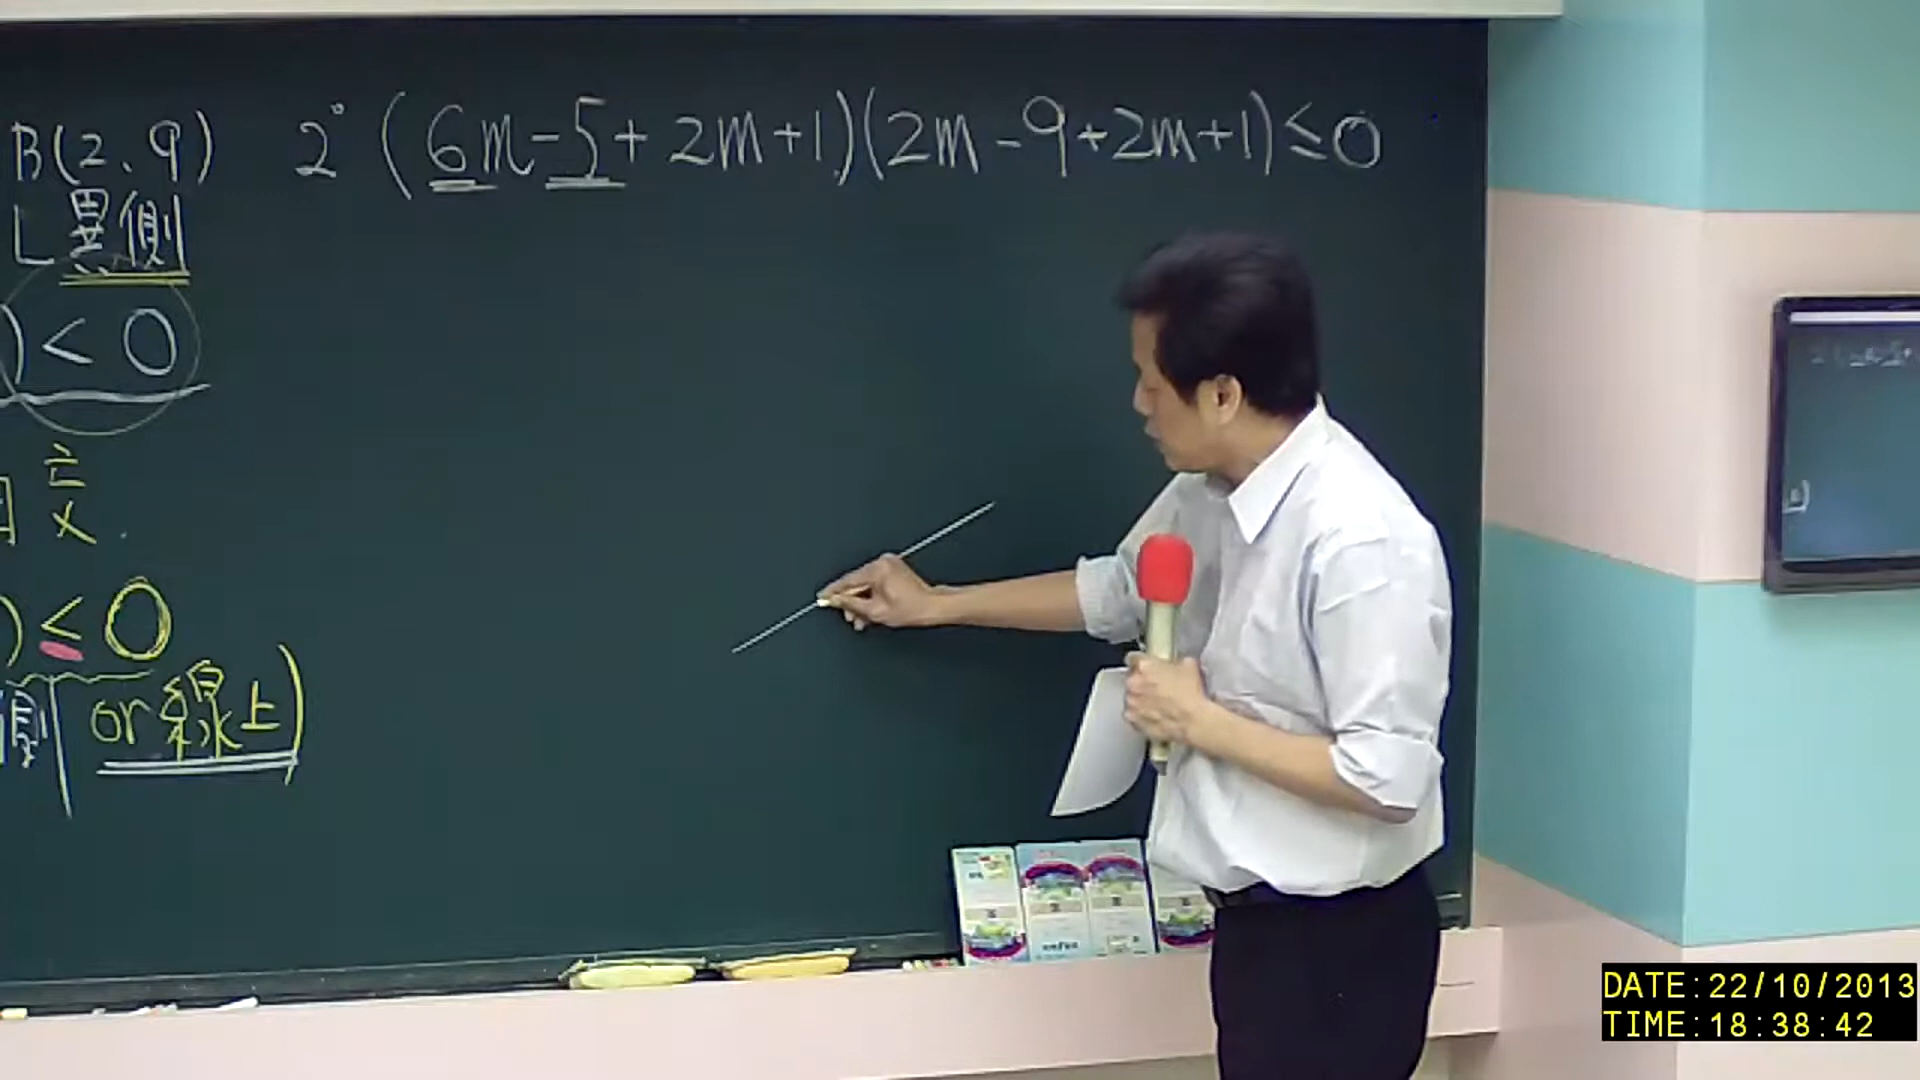 B(2、9)
L異側
) < 0
交
) ≤ 0
側 or 線上)
2° (6m-5+2m+1)(2m-9+2m+1)≤0
DATE:22/10/2013
TIME:18:38:42